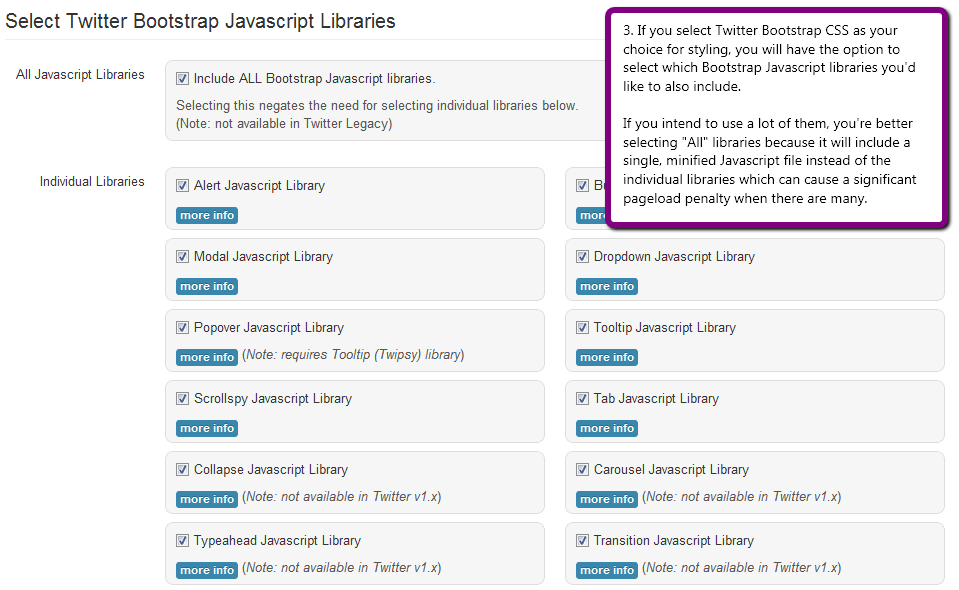 Select Twitter Bootstrap Javascript Libraries
All Javascript Libraries
Include ALL Bootstrap Javascript libraries.
Selecting this negates the need for selecting individual libraries below.
(Note: not available in Twitter Legacy)
3. If you select Twitter Bootstrap CSS as your
choice for styling, you will have the option to
select which Bootstrap Javascript libraries you'd
like to also include.
If you intend to use a lot of them, you're better
selecting "All" libraries because it will include a
single, minified Javascript file instead of the
individual libraries which can cause a significant
pageload penalty when there are many.
Individual Libraries
Alert Javascript Library
more info
Modal Javascript Library
more info
Dropdown Javascript Library
more info
Popover Javascript Library
more info (Note: requires Tooltip (Twipsy) library)
Tooltip Javascript Library
more info
Scrollspy Javascript Library
more info
Tab Javascript Library
more info
Collapse Javascript Library
more info (Note: not available in Twitter v1.x)
Carousel Javascript Library
more info (Note: not available in Twitter v1.x)
Typeahead Javascript Library
more info (Note: not available in Twitter v1.x)
Transition Javascript Library
more info (Note: not available in Twitter v1.x)